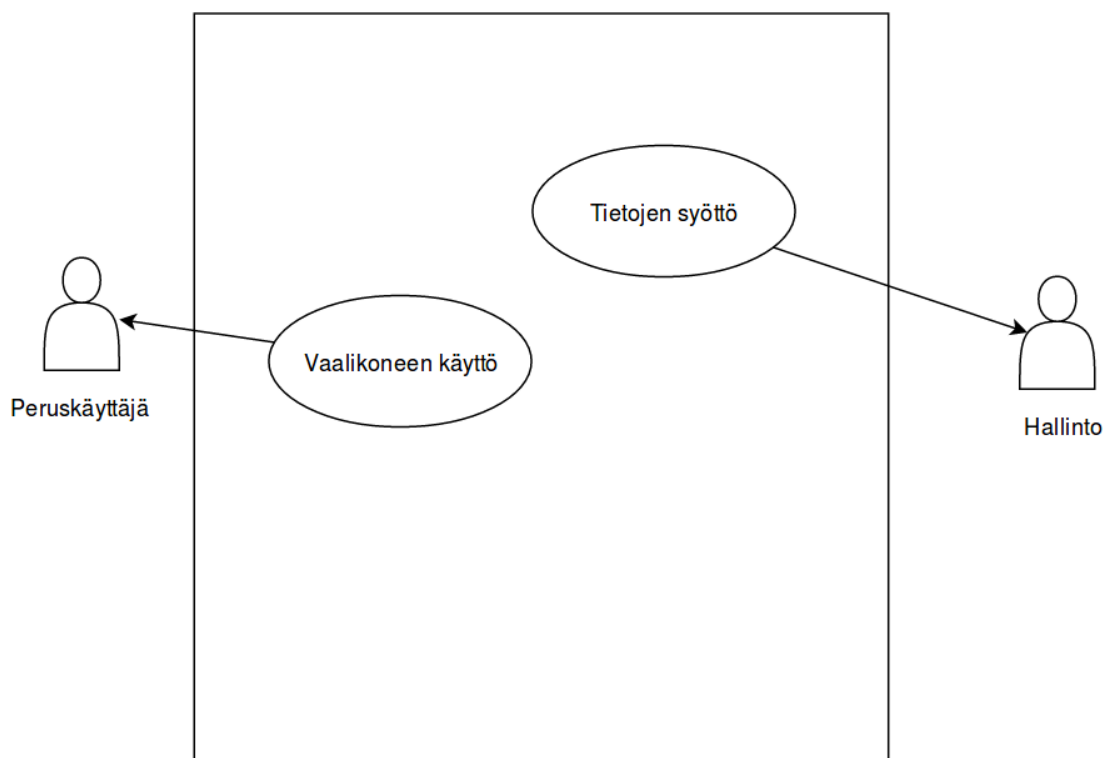 Tietojen syöttö
Vaalikoneen käyttö
Peruskäyttäjä
Hallinto